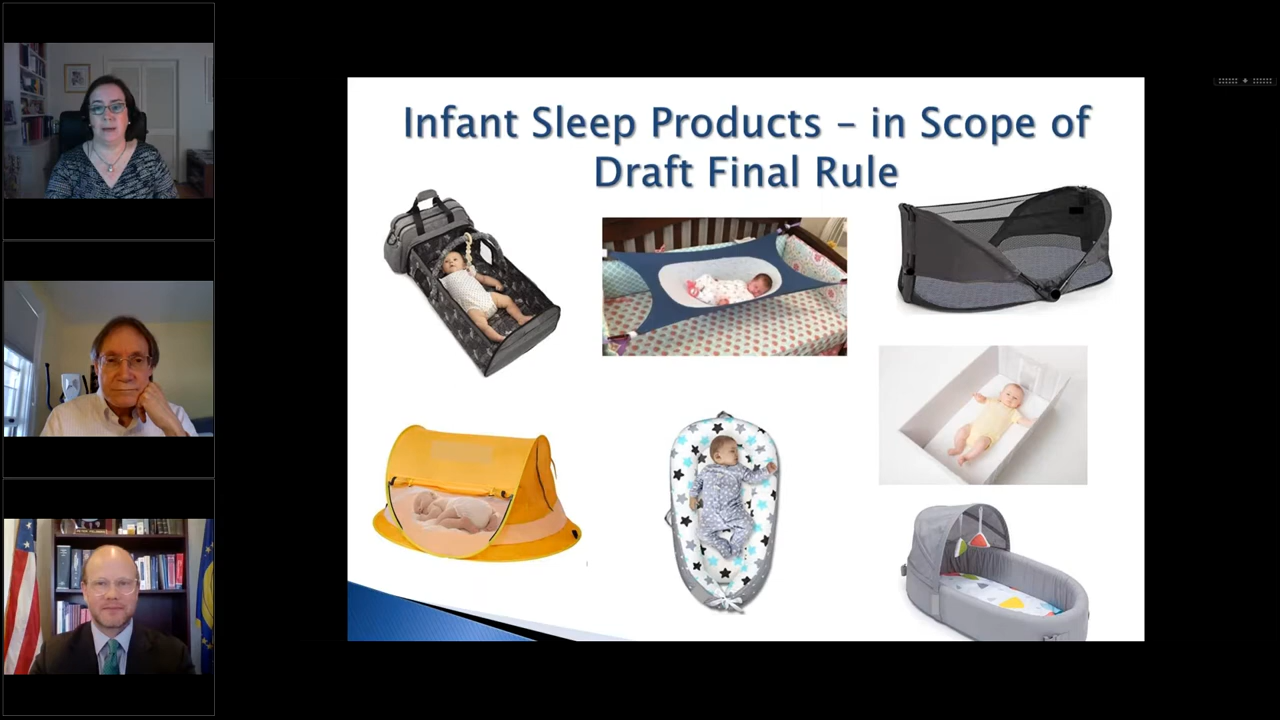 Infant Sleep Products – in Scope of
Draft Final Rule